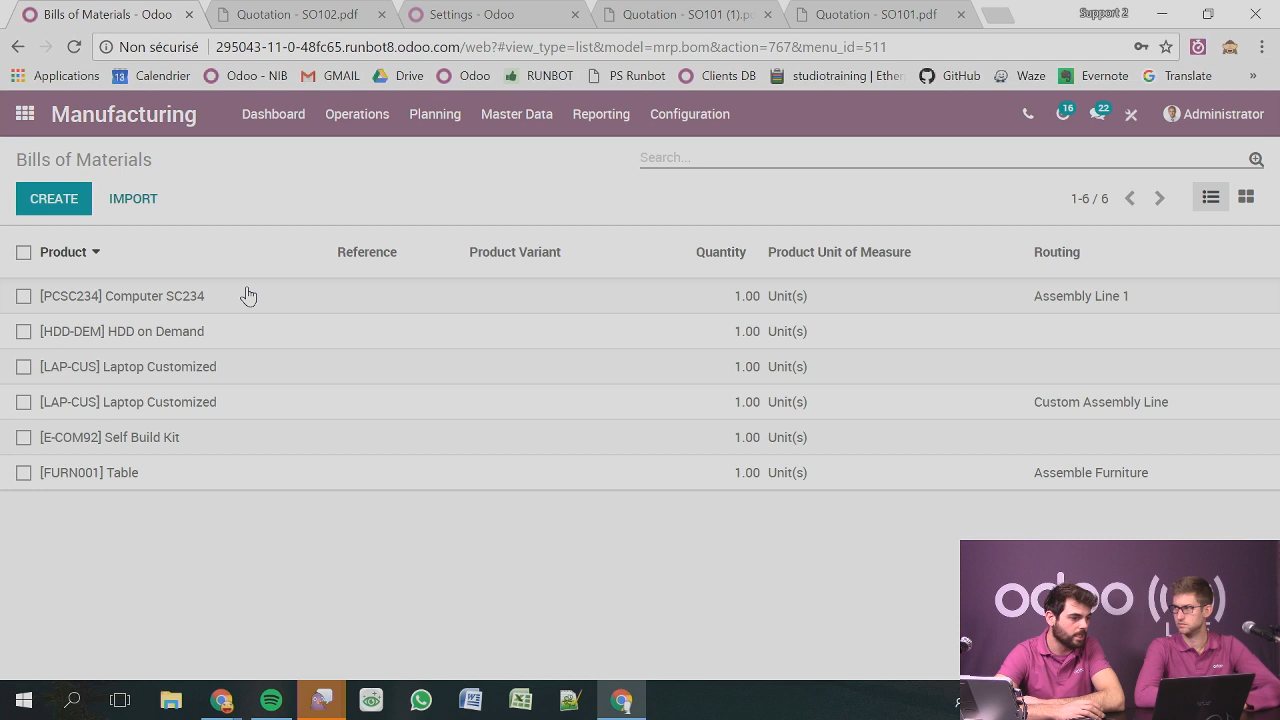 Bills of Materials - Odoo
Quotation - SO102.pdf
Settings - Odoo
Quotation - SO101 (1).p
Quotation - SO101.pdf
Support 2
Non sécurisé
295043-11-0-48fc65.runbot8.odoo.com/web?#view_type=list&model=mrp.bom&action=767&menu_id=511
Applications
Calendrier
Odoo - NIB
GMAIL
Drive
Odoo
RUNBOT
PS Runbot
Clients DB
studiotraining | Ether
GitHub
Waze
Evernote
Translate
»
Manufacturing
Dashboard
Operations
Planning
Master Data
Reporting
Configuration
16
22
Administrator
Bills of Materials
Search...
CREATE
IMPORT
1-6 / 6
Product
Reference
Product Variant
Quantity
Product Unit of Measure
Routing
[PCSC234] Computer SC234 1.00 Unit(s) Assembly Line 1
[HDD-DEM] HDD on Demand 1.00 Unit(s)
[LAP-CUS] Laptop Customized 1.00 Unit(s)
[LAP-CUS] Laptop Customized 1.00 Unit(s) Custom Assembly Line
[E-COM92] Self Build Kit 1.00 Unit(s)
[FURN001] Table 1.00 Unit(s) Assemble Furniture
odoo